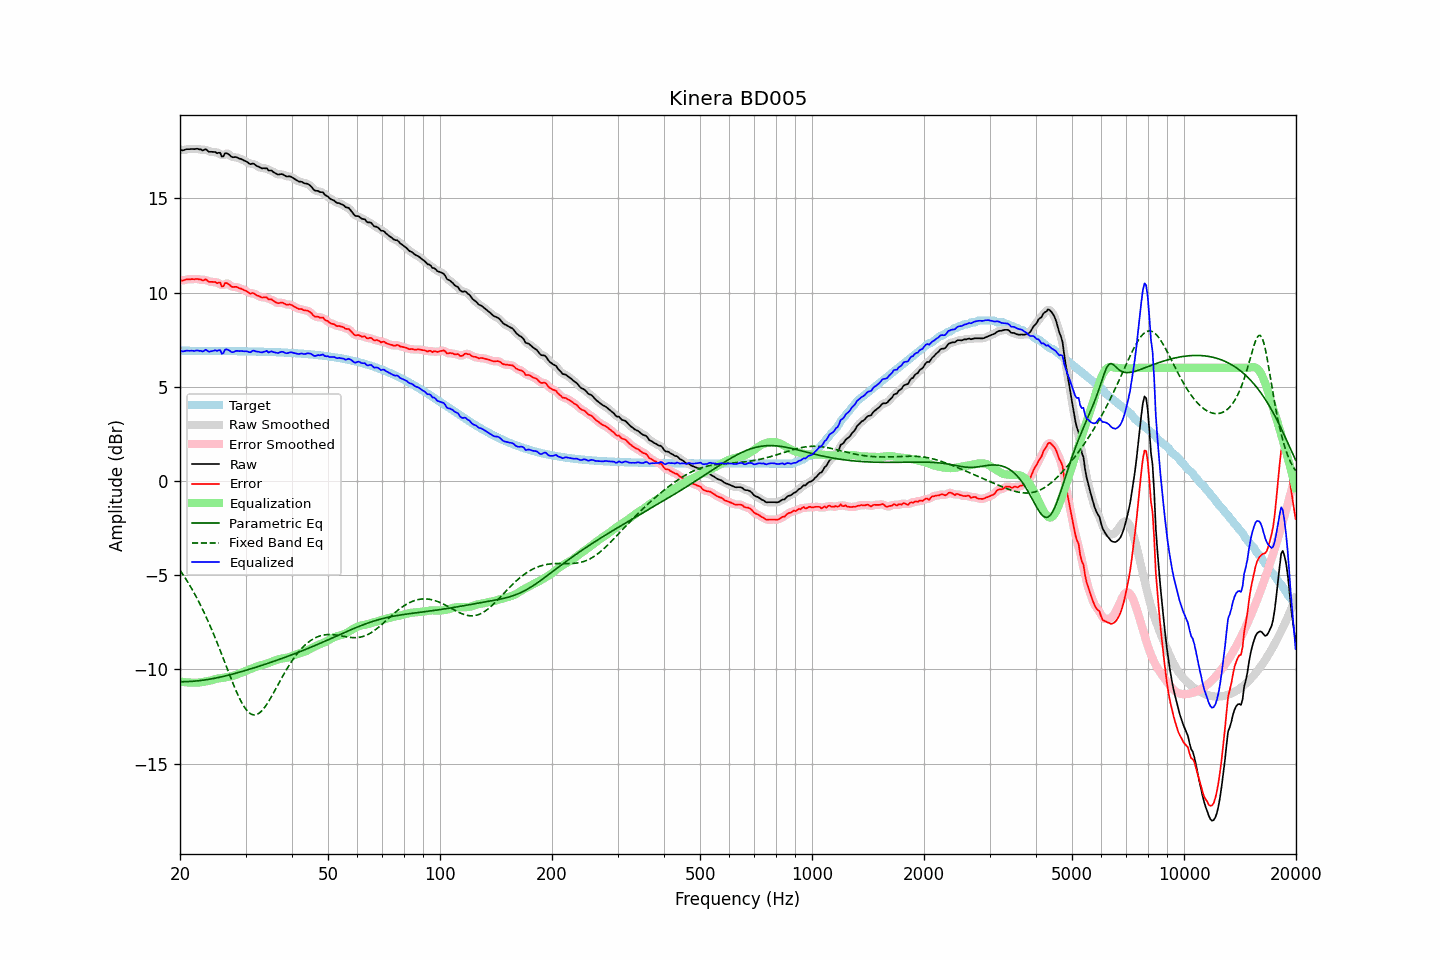 Kinera BD005
Amplitude (dBr)
15
10
5
0
−5
−10
−15
Target
Raw Smoothed
Error Smoothed
Raw
Error
Equalization
Parametric Eq
Fixed Band Eq
Equalized
20
50
100
200
500
1000
2000
5000
10000
20000
Frequency (Hz)